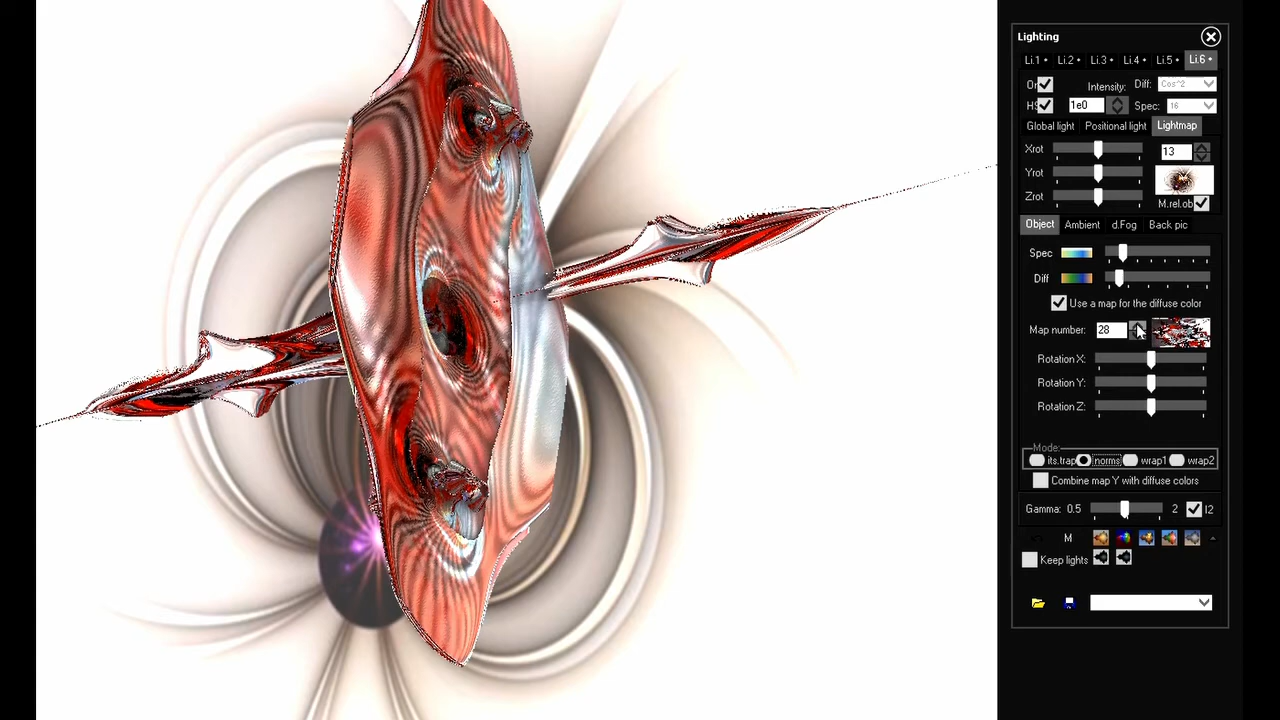 Lighting
Li.1 Li.2 Li.3 Li.4 Li.5 Li.6
Intensity: Diff: Cos^2
1e0 Spec: 16
Global light Positional light Lightmap
Xrot 13
Yrot
Zrot M.rel.ob
Object Ambient d.Fog Back pic
Spec
Diff
Use a map for the diffuse color
Map number: 28
Rotation X:
Rotation Y:
Rotation Z:
Mode:
its.trap norms wrap1 wrap2
Combine map Y with diffuse colors
Gamma: 0.5 2 I2
M
Keep lights